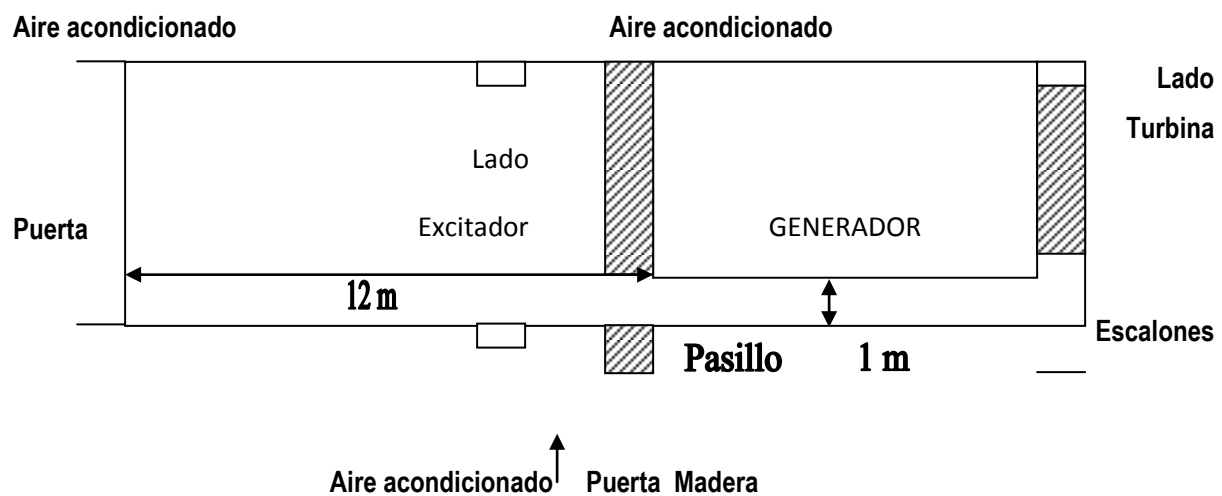 Aire acondicionado Aire acondicionado
Lado
Turbina
Lado
Puerta Excitador GENERADOR
12 m
Escalones
Pasillo 1 m
Aire acondicionado Puerta Madera